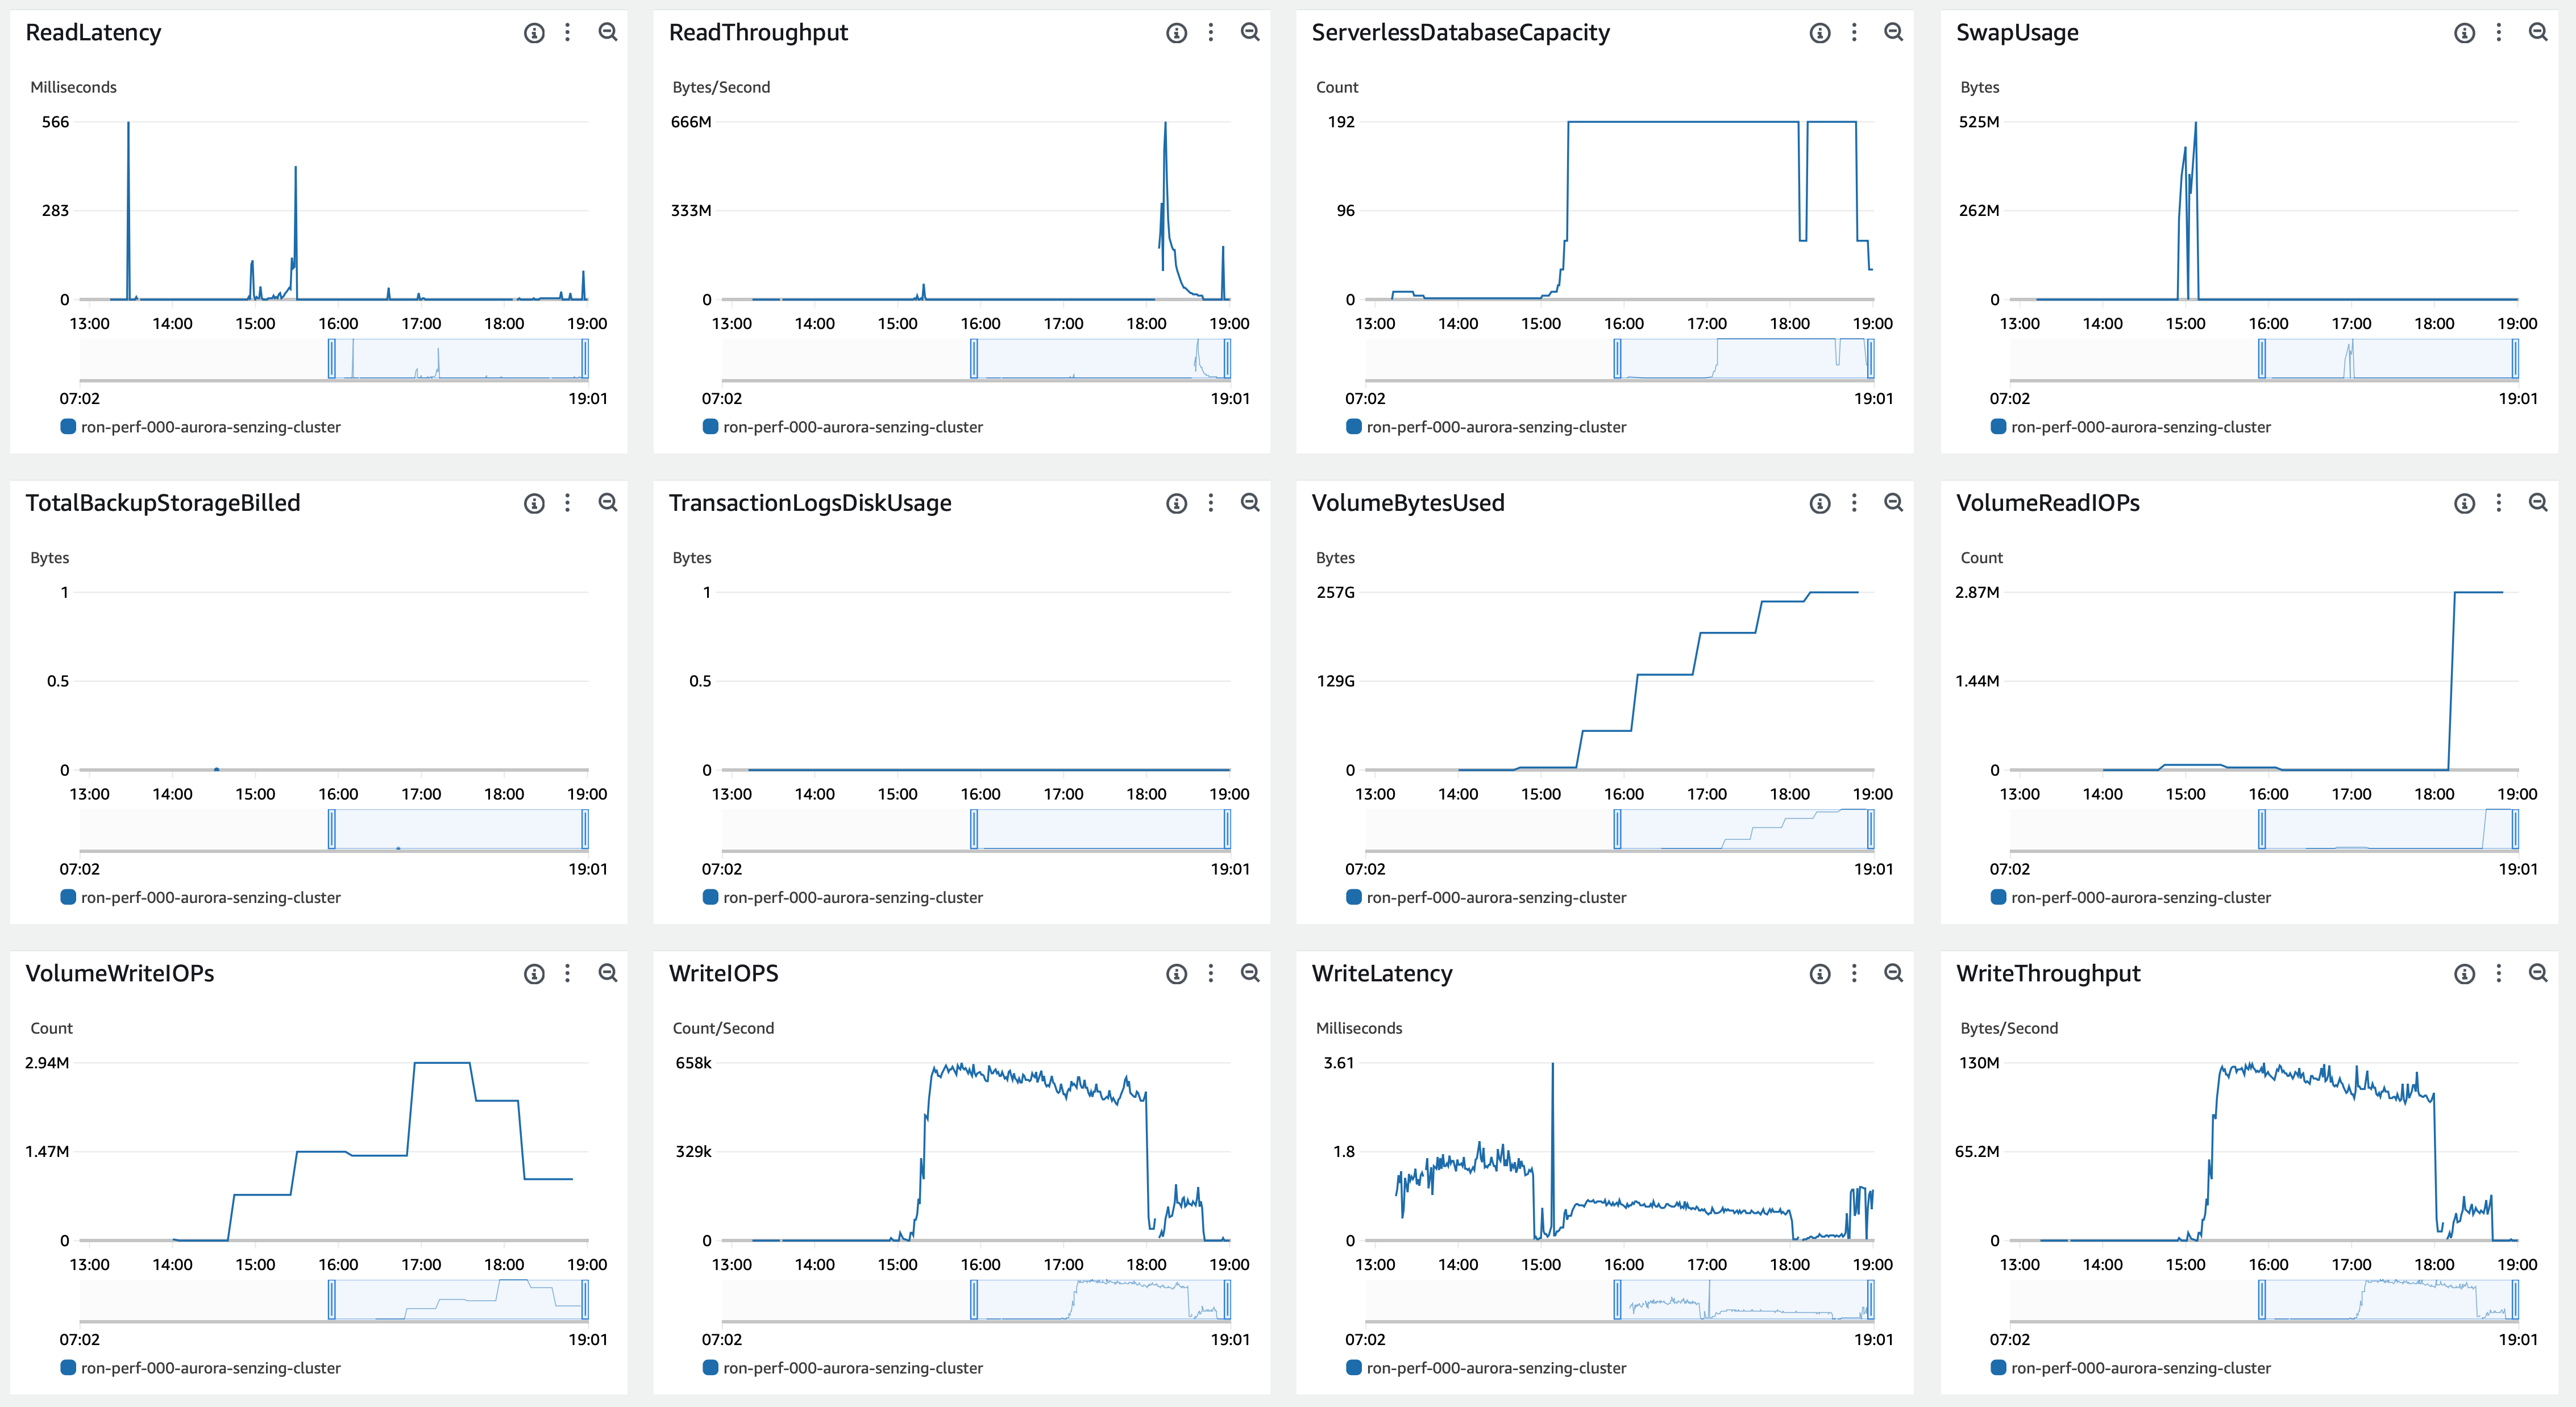 ReadLatency
Milliseconds
566
283
0
13:00 14:00 15:00 16:00 17:00 18:00 19:00
07:02 19:01
ron-perf-000-aurora-senzing-cluster
ReadThroughput
Bytes/Second
666M
333M
0
13:00 14:00 15:00 16:00 17:00 18:00 19:00
07:02 19:01
ron-perf-000-aurora-senzing-cluster
ServerlessDatabaseCapacity
Count
192
96
0
13:00 14:00 15:00 16:00 17:00 18:00 19:00
07:02 19:01
ron-perf-000-aurora-senzing-cluster
SwapUsage
Bytes
525M
262M
0
13:00 14:00 15:00 16:00 17:00 18:00 19:00
07:02 19:01
ron-perf-000-aurora-senzing-cluster
TotalBackupStorageBilled
Bytes
1
0.5
0
13:00 14:00 15:00 16:00 17:00 18:00 19:00
07:02 19:01
ron-perf-000-aurora-senzing-cluster
TransactionLogsDiskUsage
Bytes
1
0.5
0
13:00 14:00 15:00 16:00 17:00 18:00 19:00
07:02 19:01
ron-perf-000-aurora-senzing-cluster
VolumeBytesUsed
Bytes
257G
129G
0
13:00 14:00 15:00 16:00 17:00 18:00 19:00
07:02 19:01
ron-perf-000-aurora-senzing-cluster
VolumeReadIOPs
Count
2.87M
1.44M
0
13:00 14:00 15:00 16:00 17:00 18:00 19:00
07:02 19:01
ron-perf-000-aurora-senzing-cluster
VolumeWriteIOPs
Count
2.94M
1.47M
0
13:00 14:00 15:00 16:00 17:00 18:00 19:00
07:02 19:01
ron-perf-000-aurora-senzing-cluster
WriteIOPS
Count/Second
658k
329k
0
13:00 14:00 15:00 16:00 17:00 18:00 19:00
07:02 19:01
ron-perf-000-aurora-senzing-cluster
WriteLatency
Milliseconds
3.61
1.8
0
13:00 14:00 15:00 16:00 17:00 18:00 19:00
07:02 19:01
ron-perf-000-aurora-senzing-cluster
WriteThroughput
Bytes/Second
130M
65.2M
0
13:00 14:00 15:00 16:00 17:00 18:00 19:00
07:02 19:01
ron-perf-000-aurora-senzing-cluster